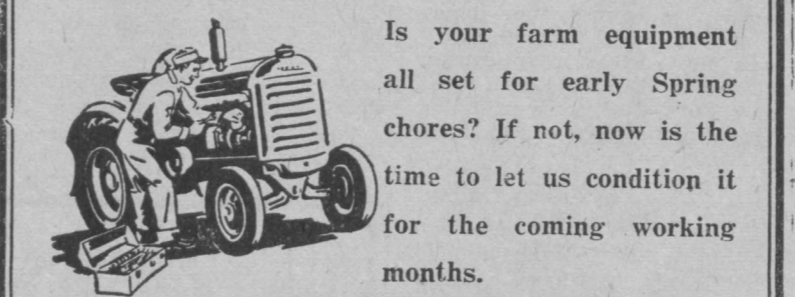 Is your farm equipment
all set for early Spring
chores? If not, now is the
time to let us condition it
for the coming working
months.